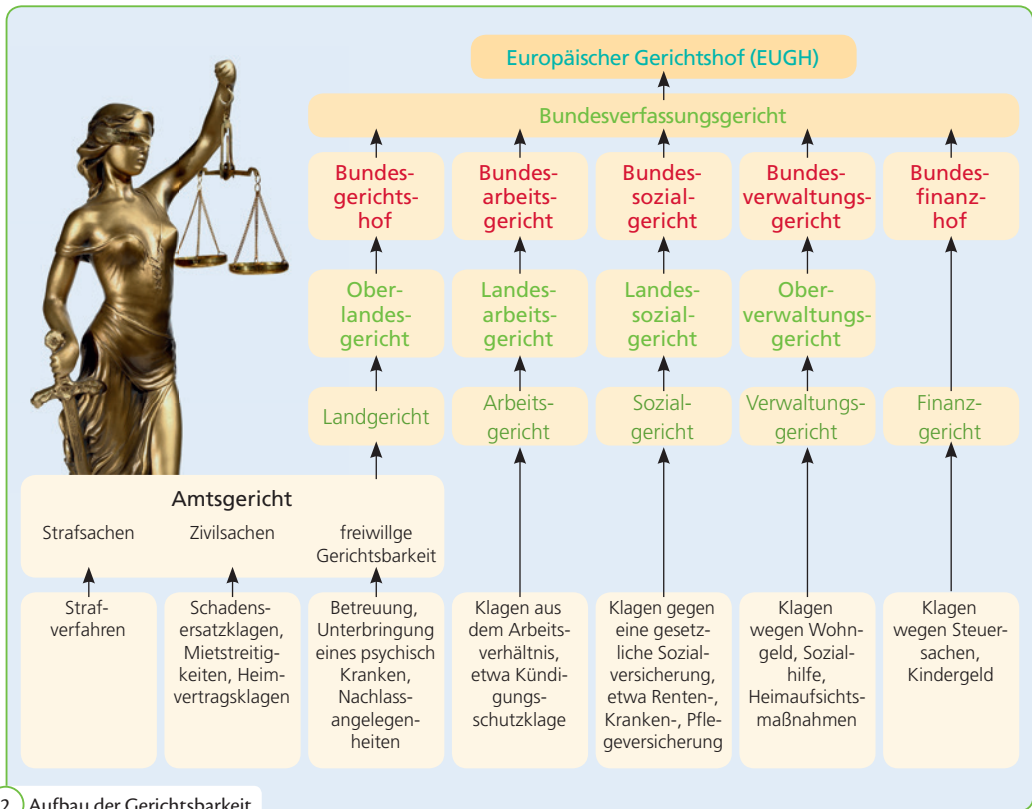 Europäischer Gerichtshof (EUGH)
Bundesverfassungsgericht
Bundes-
gerichts-
hof
Bundes-
arbeits-
gericht
Bundes-
sozial-
gericht
Bundes-
verwaltungs-
gericht
Bundes-
finanz-
hof
Ober-
landes-
gericht
Landes-
arbeits-
gericht
Landes-
sozial-
gericht
Ober-
verwaltungs-
gericht
Landgericht
Arbeits-
gericht
Sozial-
gericht
Verwaltungs-
gericht
Finanz-
gericht
Amtsgericht
Strafsachen
Zivilsachen
freiwillge
Gerichtsbarkeit
Straf-
verfahren
Schadens-
ersatzklagen,
Mietstreitig-
keiten, Heim-
vertragsklagen
Betreuung,
Unterbringung
eines psychisch
Kranken,
Nachlass-
angelegen-
heiten
Klagen aus
dem Arbeits-
verhältnis,
etwa Kündi-
gungs-
schutzklage
Klagen gegen
eine gesetz-
liche Sozial-
versicherung,
etwa Renten-,
Kranken-, Pfle-
geversicherung
Klagen
wegen Wohn-
geld, Sozial-
hilfe,
Heimaufsichts-
maßnahmen
Klagen
wegen Steuer-
sachen,
Kindergeld
2 Aufbau der Gerichtsbarkeit